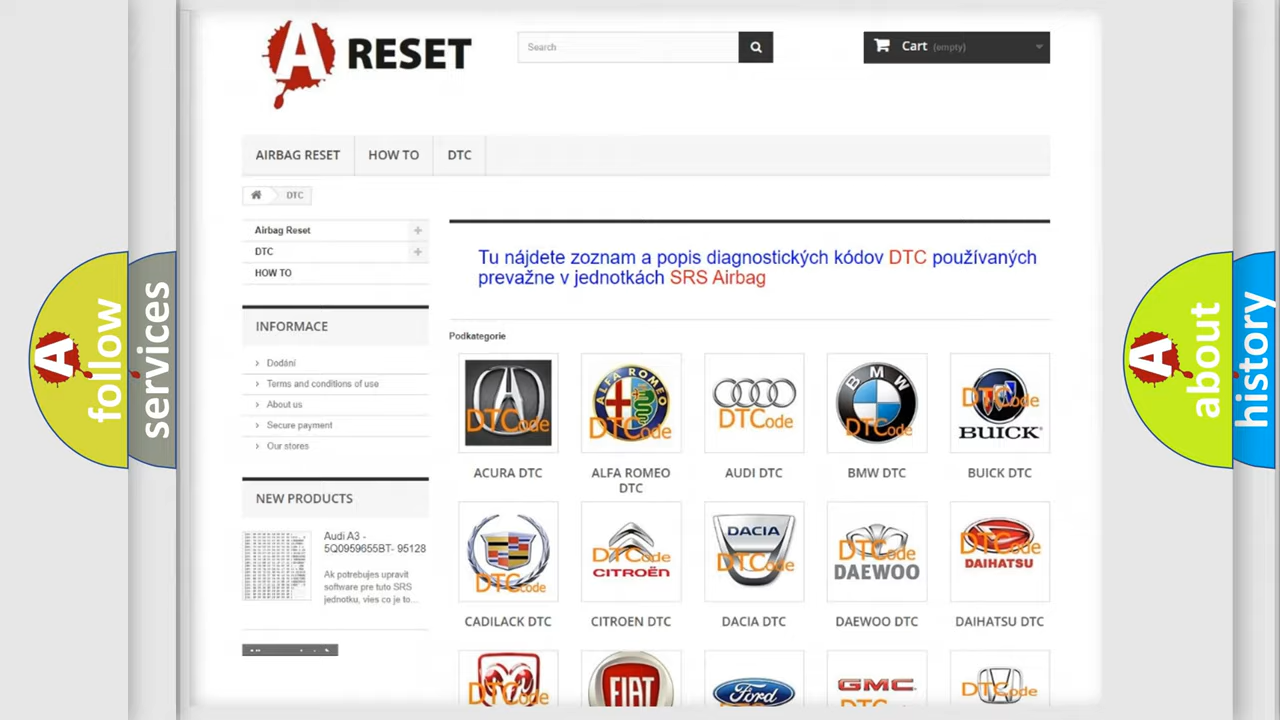 A RESET
Search
Cart (empty)
AIRBAG RESET
HOW TO
DTC
DTC
Airbag Reset
DTC
HOW TO
INFORMACE
Dodání
Terms and conditions of use
About us
Secure payment
Our stores
NEW PRODUCTS
Audi A3 -
5Q0959655BT- 95128
Ak potrebujes upravit
software pre tuto SRS
jednotku, vies co je to...
Tu nájdete zoznam a popis diagnostických kódov DTC používaných
prevažne v jednotkách SRS Airbag
Podkategorie
DTCode
ALFA ROMEO
DTCode
DTCode
BMW
DTCode
DTCode
BUICK
ACURA DTC
ALFA ROMEO
DTC
AUDI DTC
BMW DTC
BUICK DTC
DTCode
DTCode
CITROËN
DACIA
DTCode
DTCode
DAEWOO
DTCode
DAIHATSU
CADILACK DTC
CITROEN DTC
DACIA DTC
DAEWOO DTC
DAIHATSU DTC
DTCode
FIAT
Ford
GMC
DTCode
A follow
services
A about
history